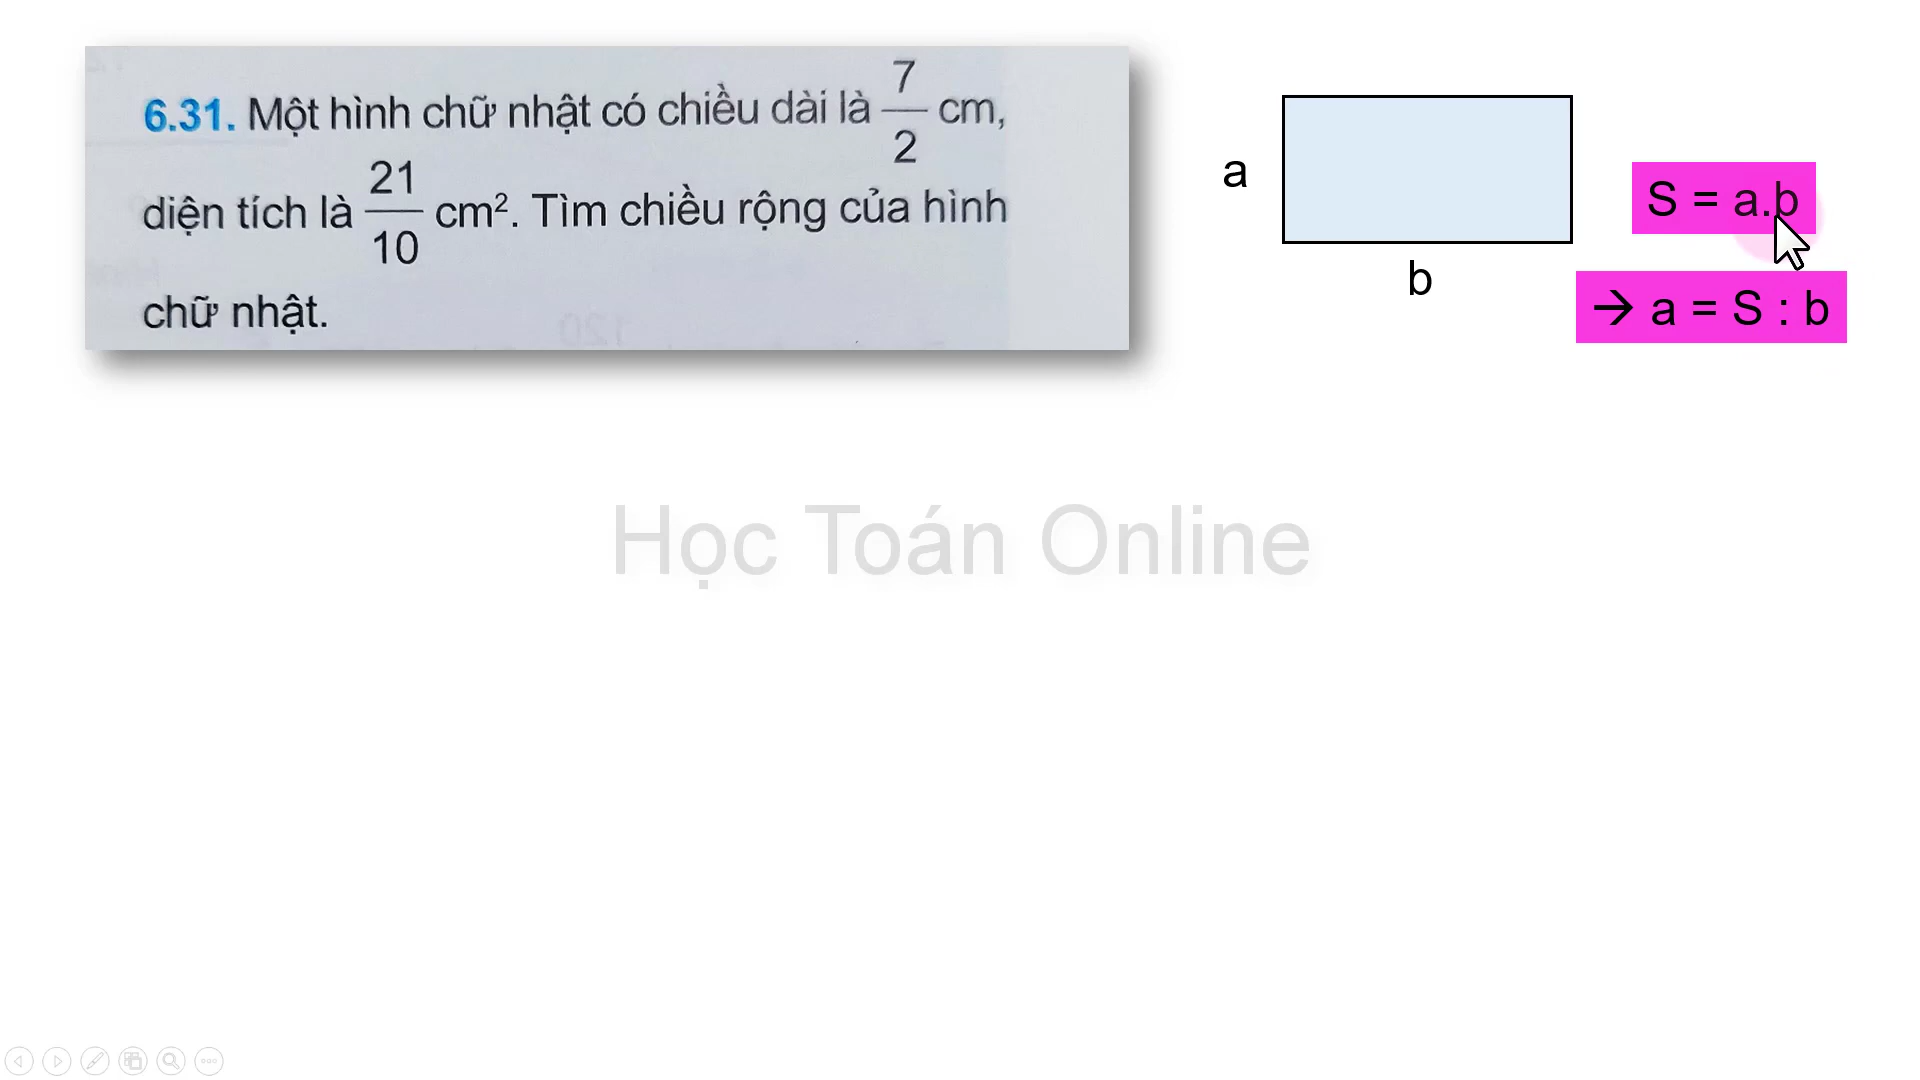 6.31. Một hình chữ nhật có chiều dài là 7/2 cm,
diện tích là 21/10 cm². Tìm chiều rộng của hình
chữ nhật.
a
b
S = a.b
→ a = S : b
Học Toán Online